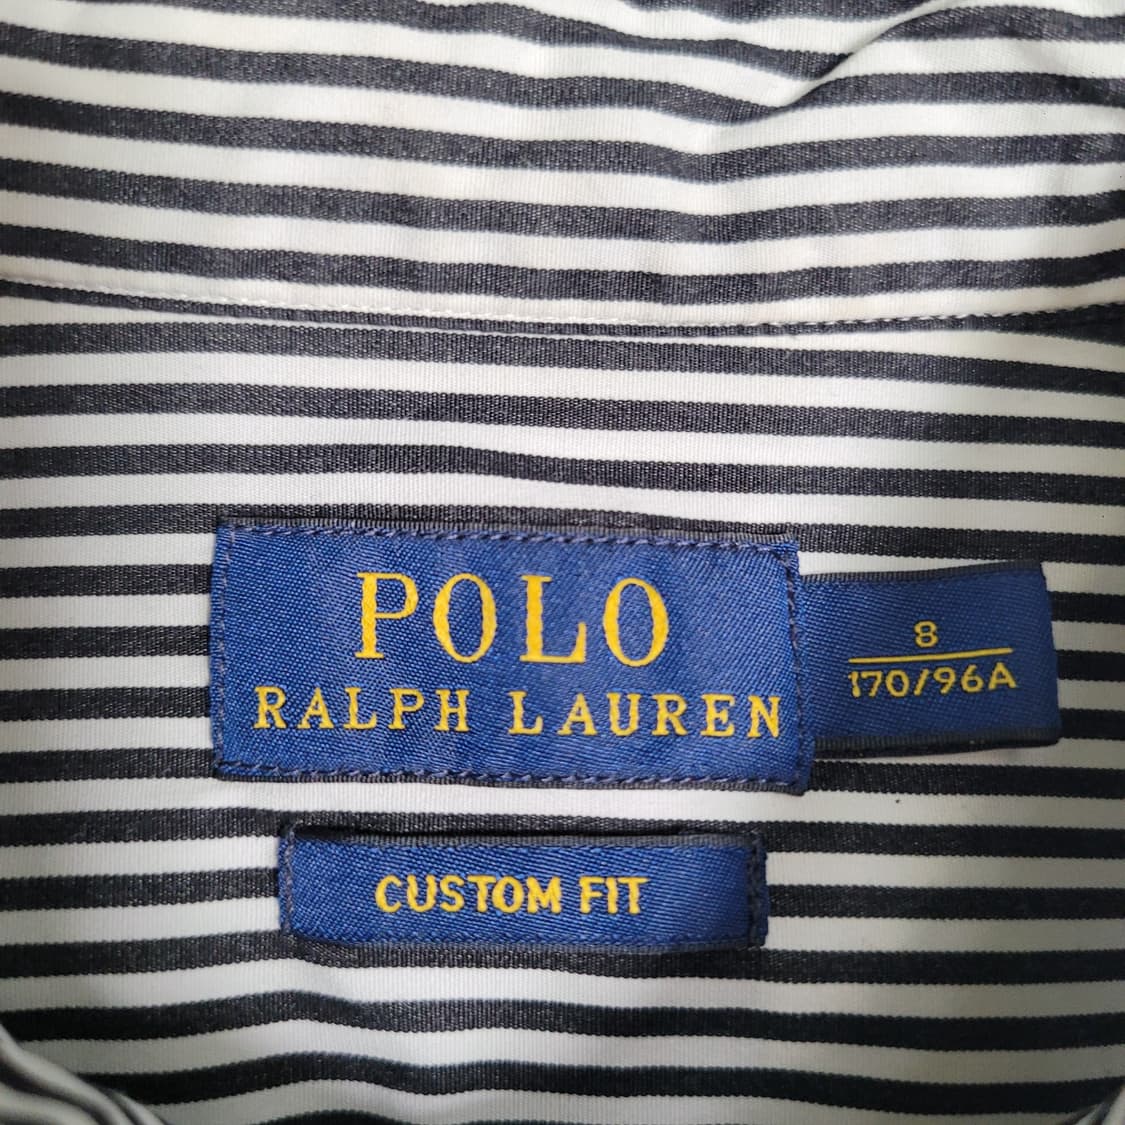 POLO
RALPH LAUREN
8
170/96A
CUSTOM FIT